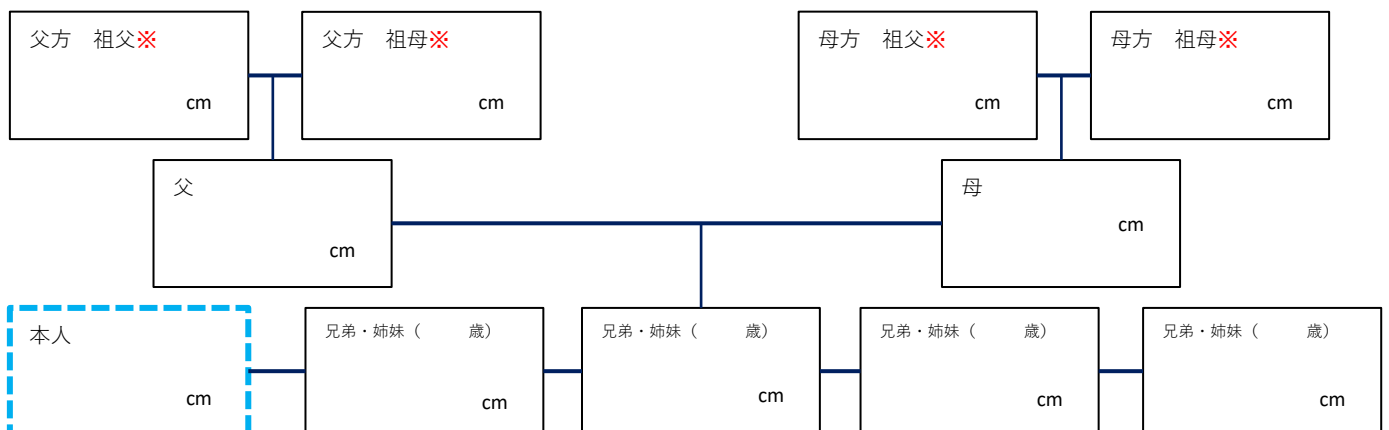 父方　祖父※
父方　祖母※
母方　祖父※
母方　祖母※
cm
cm
cm
cm
父
母
cm
cm
本人
兄弟・姉妹（　　　歳）
兄弟・姉妹（　　　歳）
兄弟・姉妹（　　　歳）
兄弟・姉妹（　　　歳）
cm
cm
cm
cm
cm